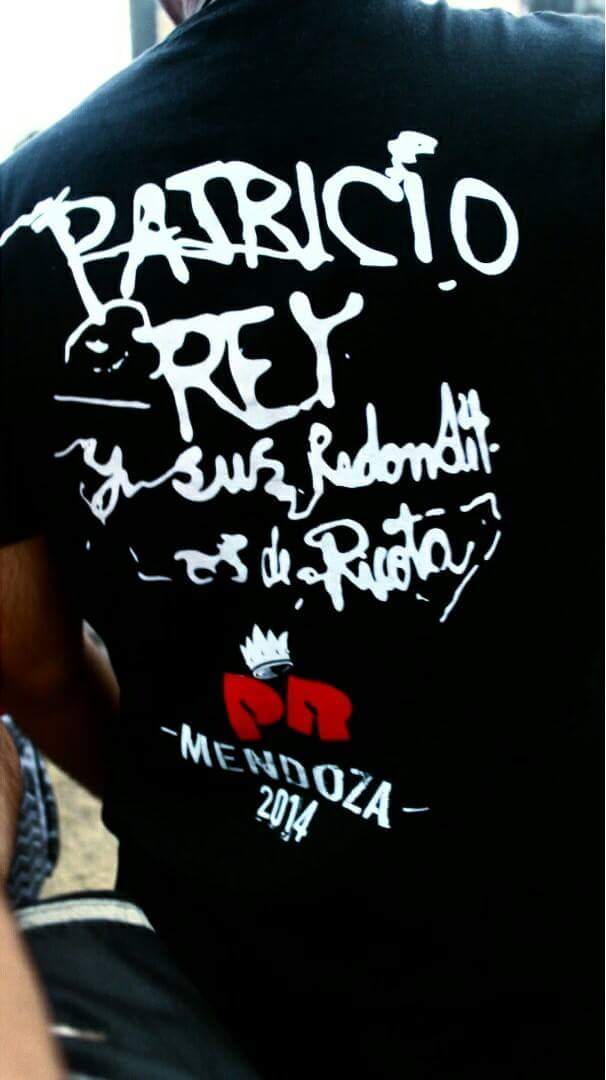 PATRICIO
REY
y sus Redondit-
os de Ricota
PR
-MENDOZA-
2014